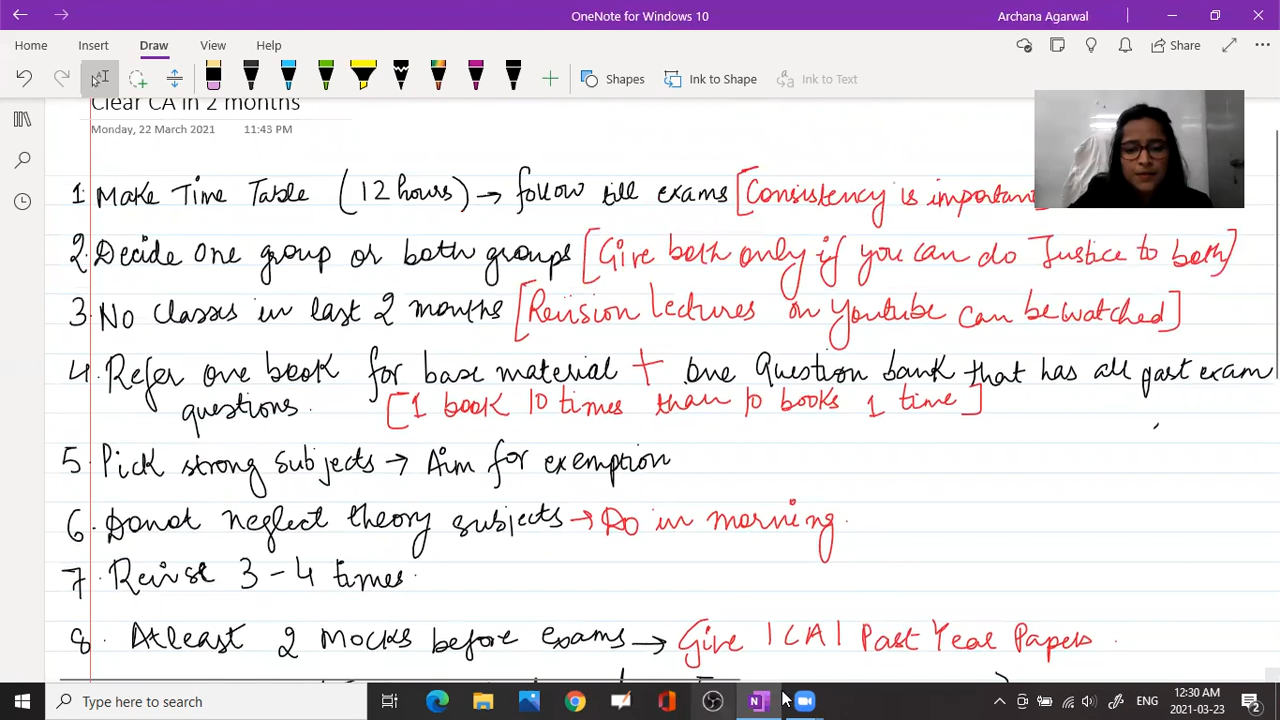 OneNote for Windows 10
Archana Agarwal
Home Insert Draw View Help
Share
Shapes
Ink to Shape
Ink to Text
Clear CA in 2 months
Monday, 22 March 2021 11:43 PM
1. Make Time Table (12 hours) → follow till exams [Consistency is important
2. Decide One group or both groups [Give both only if you can do Justice to both]
3. No classes in last 2 months [Revision lectures on Youtube can be watched]
4. Refer one book for base material + one Question bank that has all past exam
questions. [1 book 10 times than 10 books 1 time]
5. Pick strong subjects → Aim for exemption
6. Donot neglect theory subjects → Do in morning.
7. Revise 3-4 times.
8. Atleast 2 Mocks before exams → Give ICAI Past Year Papers.
Type here to search
ENG
12:30 AM
2021-03-23
2